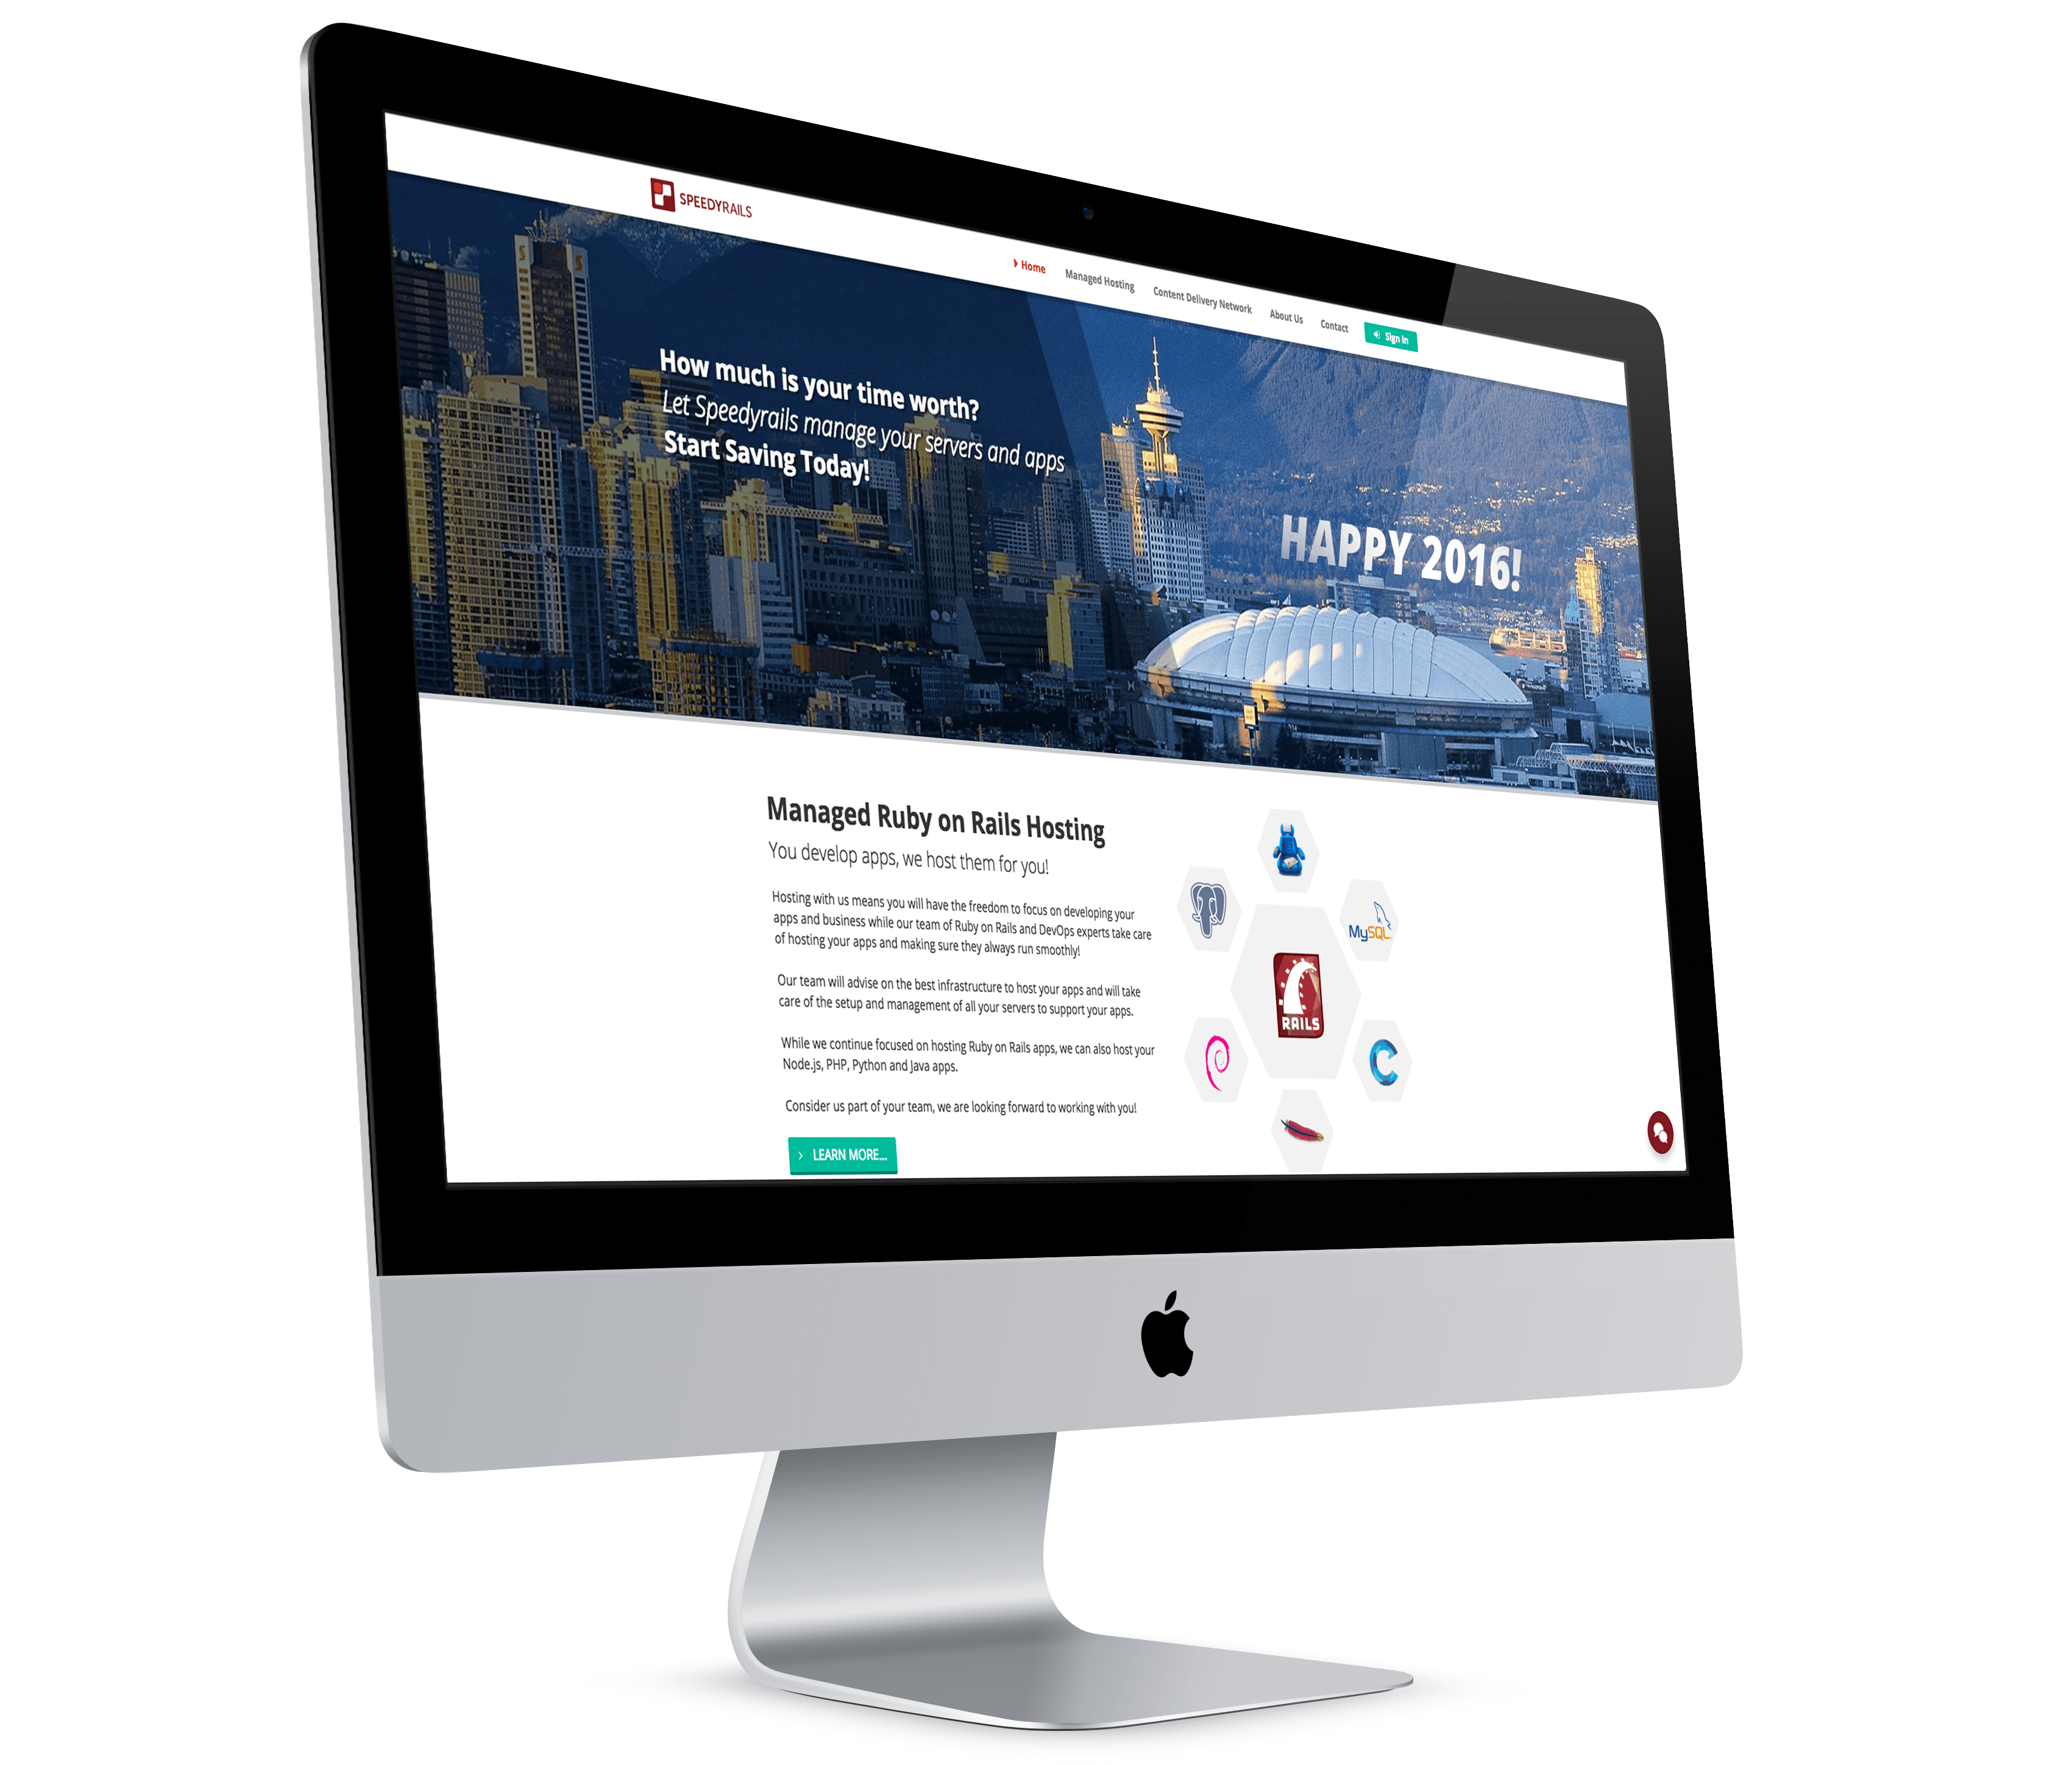 SPEEDYRAILS
Home
Managed Hosting
Content Delivery Network
About Us
Contact
Sign In
How much is your time worth?
Let Speedyrails manage your servers and apps
Start Saving Today!
HAPPY 2016!
Managed Ruby on Rails Hosting
You develop apps, we host them for you!
Hosting with us means you will have the freedom to focus on developing your
apps and business while our team of Ruby on Rails and DevOps experts take care
of hosting your apps and making sure they always run smoothly!
Our team will advise on the best infrastructure to host your apps and will take
care of the setup and management of all your servers to support your apps.
While we continue focused on hosting Ruby on Rails apps, we can also host your
Node.js, PHP, Python and Java apps.
Consider us part of your team, we are looking forward to working with you!
LEARN MORE...
MySQL
RAILS